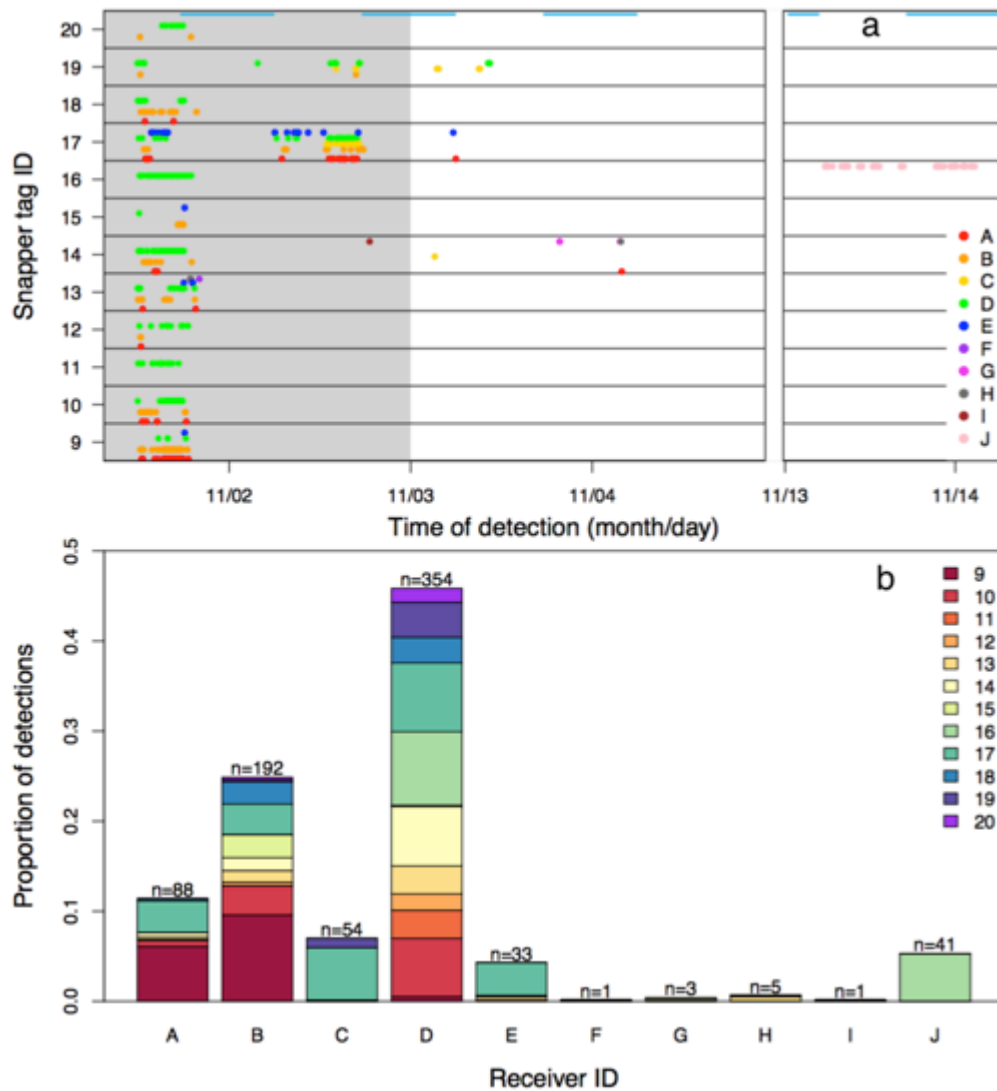 a
Snapper tag ID
20
19
18
17
16
15
14
13
12
11
10
9
A
B
C
D
E
F
G
H
I
J
11/02
11/03
11/04
11/13
11/14
Time of detection (month/day)
b
Proportion of detections
0.5
0.4
0.3
0.2
0.1
0.0
n=88
n=192
n=54
n=354
n=33
n=1
n=3
n=5
n=1
n=41
9
10
11
12
13
14
15
16
17
18
19
20
A B C D E F G H I J
Receiver ID